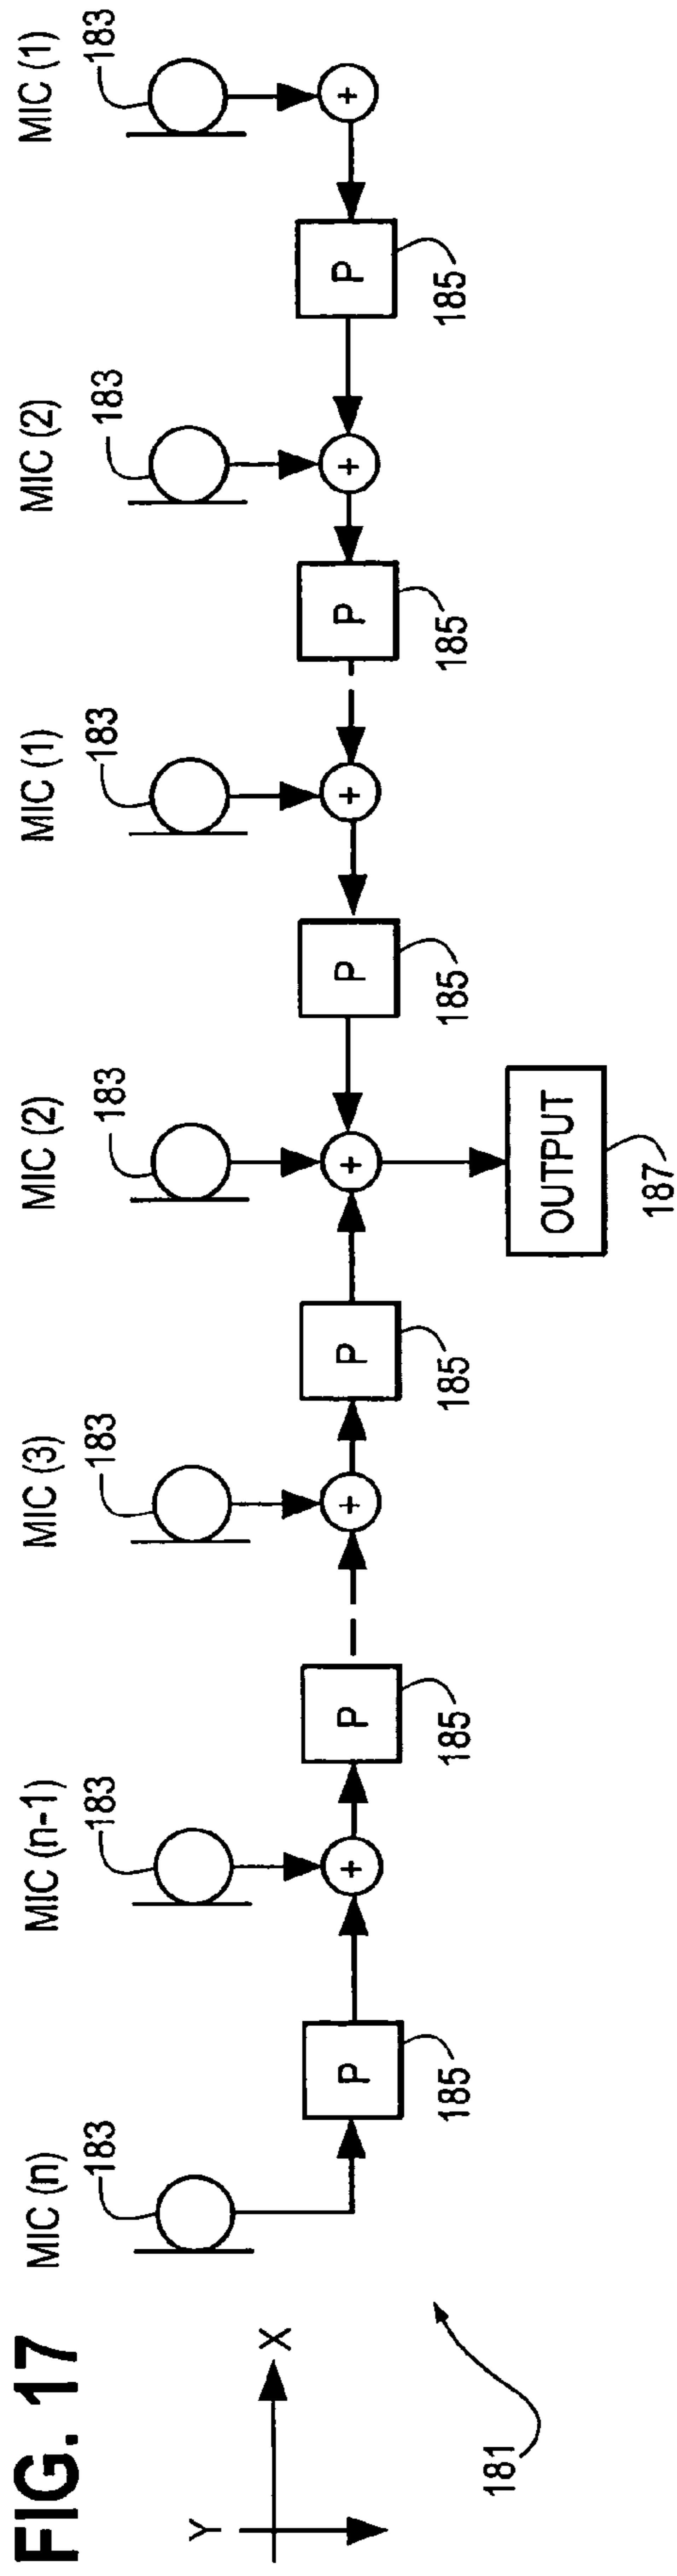 FIG. 17
MIC (n)
MIC (n-1)
MIC (3)
MIC (2)
MIC (1)
MIC (2)
MIC (1)
183
183
183
183
183
183
183
Y
X
P
+
P
+
P
+
P
+
P
+
P
+
185
185
185
185
185
185
181
OUTPUT
187